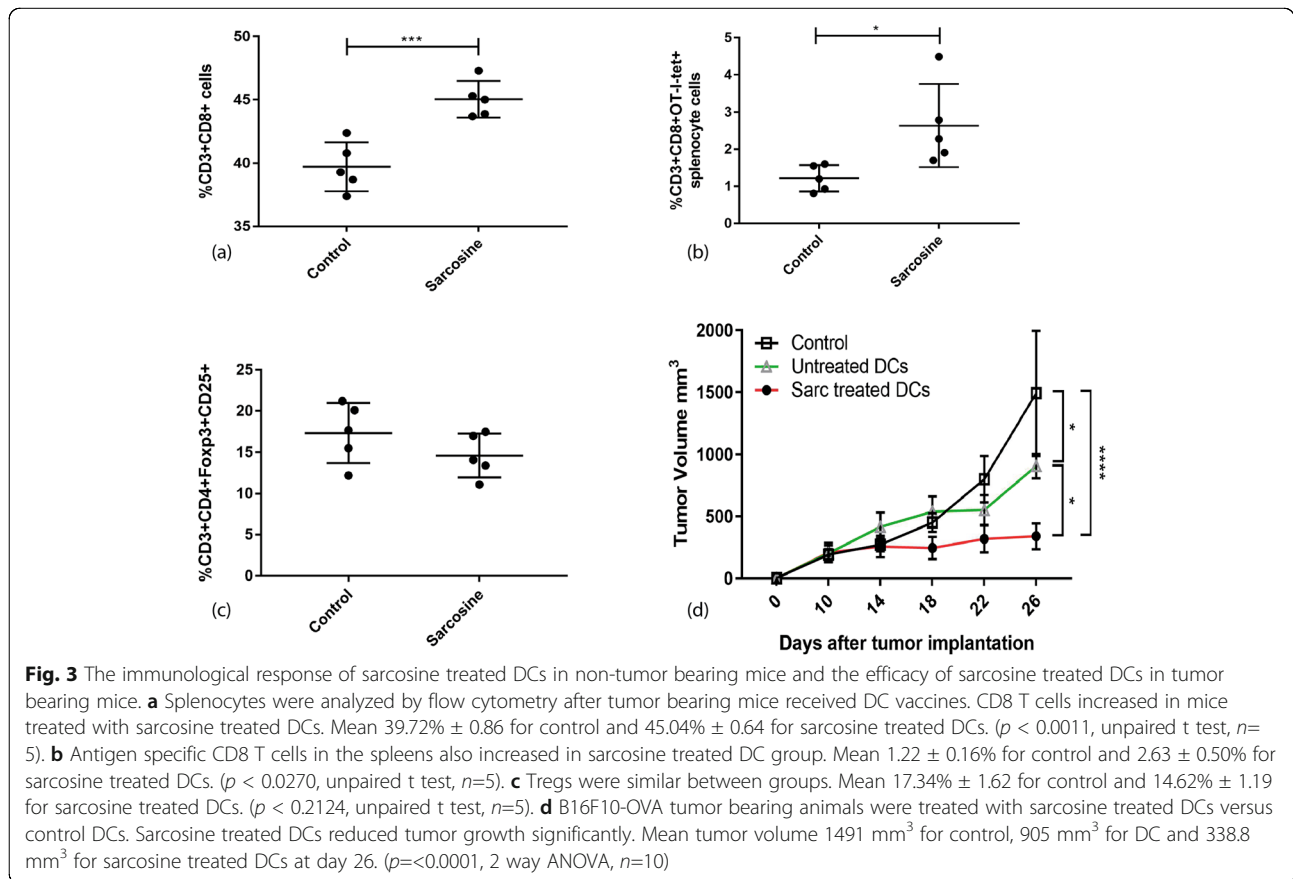 50
45
40
35
%CD3+CD8+ cells
***
Control
Sarcosine
(a)
5
4
3
2
1
0
%CD3+CD8+OT-I-tet+
splenocyte cells
*
Control
Sarcosine
(b)
25
20
15
10
5
0
%CD3+CD4+Foxp3+CD25+
Control
Sarcosine
(c)
2000
1500
1000
500
0
Tumor Volume mm³
Control
Untreated DCs
Sarc treated DCs
*
*
****
0 10 14 18 22 26
Days after tumor implantation
(d)
Fig. 3 The immunological response of sarcosine treated DCs in non-tumor bearing mice and the efficacy of sarcosine treated DCs in tumor
bearing mice. a Splenocytes were analyzed by flow cytometry after tumor bearing mice received DC vaccines. CD8 T cells increased in mice
treated with sarcosine treated DCs. Mean 39.72% ± 0.86 for control and 45.04% ± 0.64 for sarcosine treated DCs. (p < 0.0011, unpaired t test, n=
5). b Antigen specific CD8 T cells in the spleens also increased in sarcosine treated DC group. Mean 1.22 ± 0.16% for control and 2.63 ± 0.50% for
sarcosine treated DCs. (p < 0.0270, unpaired t test, n=5). c Tregs were similar between groups. Mean 17.34% ± 1.62 for control and 14.62% ± 1.19
for sarcosine treated DCs. (p < 0.2124, unpaired t test, n=5). d B16F10-OVA tumor bearing animals were treated with sarcosine treated DCs versus
control DCs. Sarcosine treated DCs reduced tumor growth significantly. Mean tumor volume 1491 mm³ for control, 905 mm³ for DC and 338.8
mm³ for sarcosine treated DCs at day 26. (p=<0.0001, 2 way ANOVA, n=10)